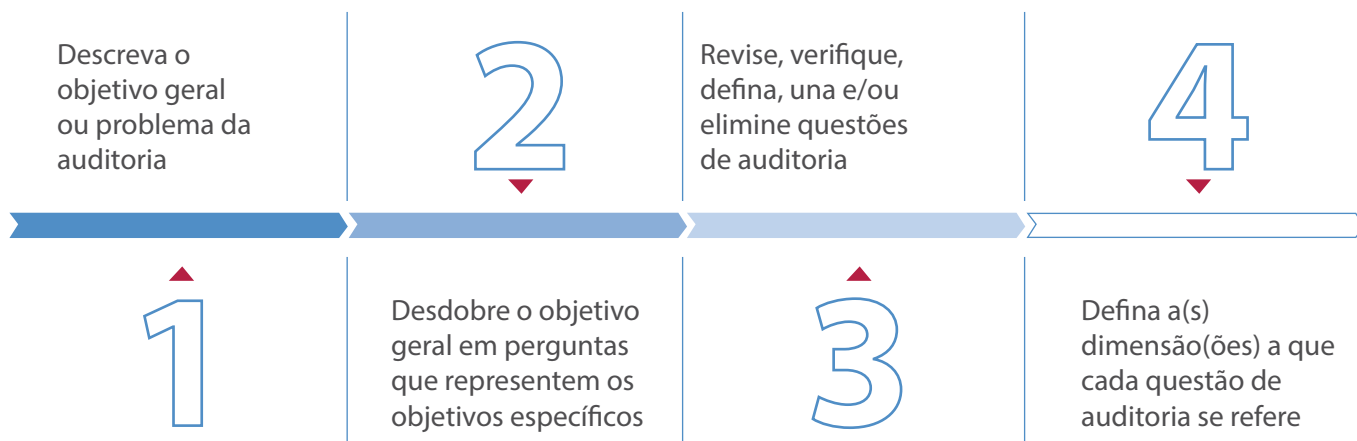 Descreva o
objetivo geral
ou problema da
auditoria
1
2
Desdobre o objetivo
geral em perguntas
que representem os
objetivos específicos
Revise, verifique,
defina, una e/ou
elimine questões
de auditoria
3
4
Defina a(s)
dimensão(ões) a que
cada questão de
auditoria se refere